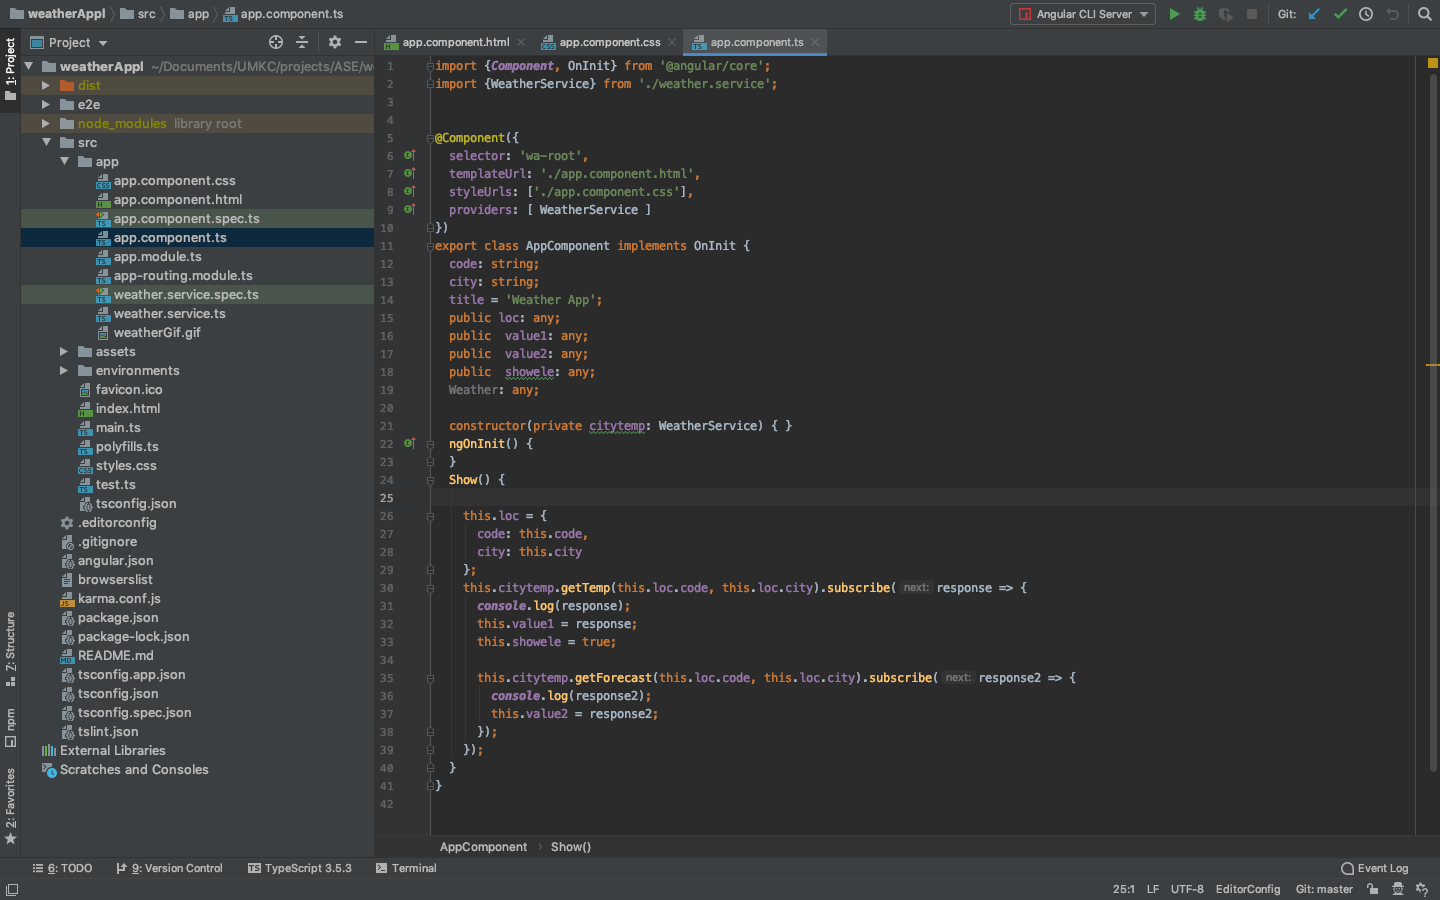 weatherAppl
src
app
app.component.ts
Angular CLI Server
Git:
1: Project
7: Structure
npm
2: Favorites
Project
weatherAppl ~/Documents/UMKC/projects/ASE/w
dist
e2e
node_modules library root
src
app
app.component.css
app.component.html
app.component.spec.ts
app.component.ts
app.module.ts
app-routing.module.ts
weather.service.spec.ts
weather.service.ts
weatherGif.gif
assets
environments
favicon.ico
index.html
main.ts
polyfills.ts
styles.css
test.ts
tsconfig.json
.editorconfig
.gitignore
angular.json
browserslist
karma.conf.js
package.json
package-lock.json
README.md
tsconfig.app.json
tsconfig.json
tsconfig.spec.json
tslint.json
External Libraries
Scratches and Consoles
app.component.html
app.component.css
app.component.ts
1 import {Component, OnInit} from '@angular/core';
2 import {WeatherService} from './weather.service';
3
4
5 @Component({
6 selector: 'wa-root',
7 templateUrl: './app.component.html',
8 styleUrls: ['./app.component.css'],
9 providers: [ WeatherService ]
10 })
11 export class AppComponent implements OnInit {
12 code: string;
13 city: string;
14 title = 'Weather App';
15 public loc: any;
16 public value1: any;
17 public value2: any;
18 public showele: any;
19 Weather: any;
20
21 constructor(private citytemp: WeatherService) { }
22 ngOnInit() {
23 }
24 Show() {
25
26 this.loc = {
27 code: this.code,
28 city: this.city
29 };
30 this.citytemp.getTemp(this.loc.code, this.loc.city).subscribe( next: response => {
31 console.log(response);
32 this.value1 = response;
33 this.showele = true;
34
35 this.citytemp.getForecast(this.loc.code, this.loc.city).subscribe( next: response2 => {
36 console.log(response2);
37 this.value2 = response2;
38 });
39 });
40 }
41 }
42
AppComponent › Show()
6: TODO
9: Version Control
TypeScript 3.5.3
Terminal
Event Log
25:1 LF UTF-8 EditorConfig Git: master